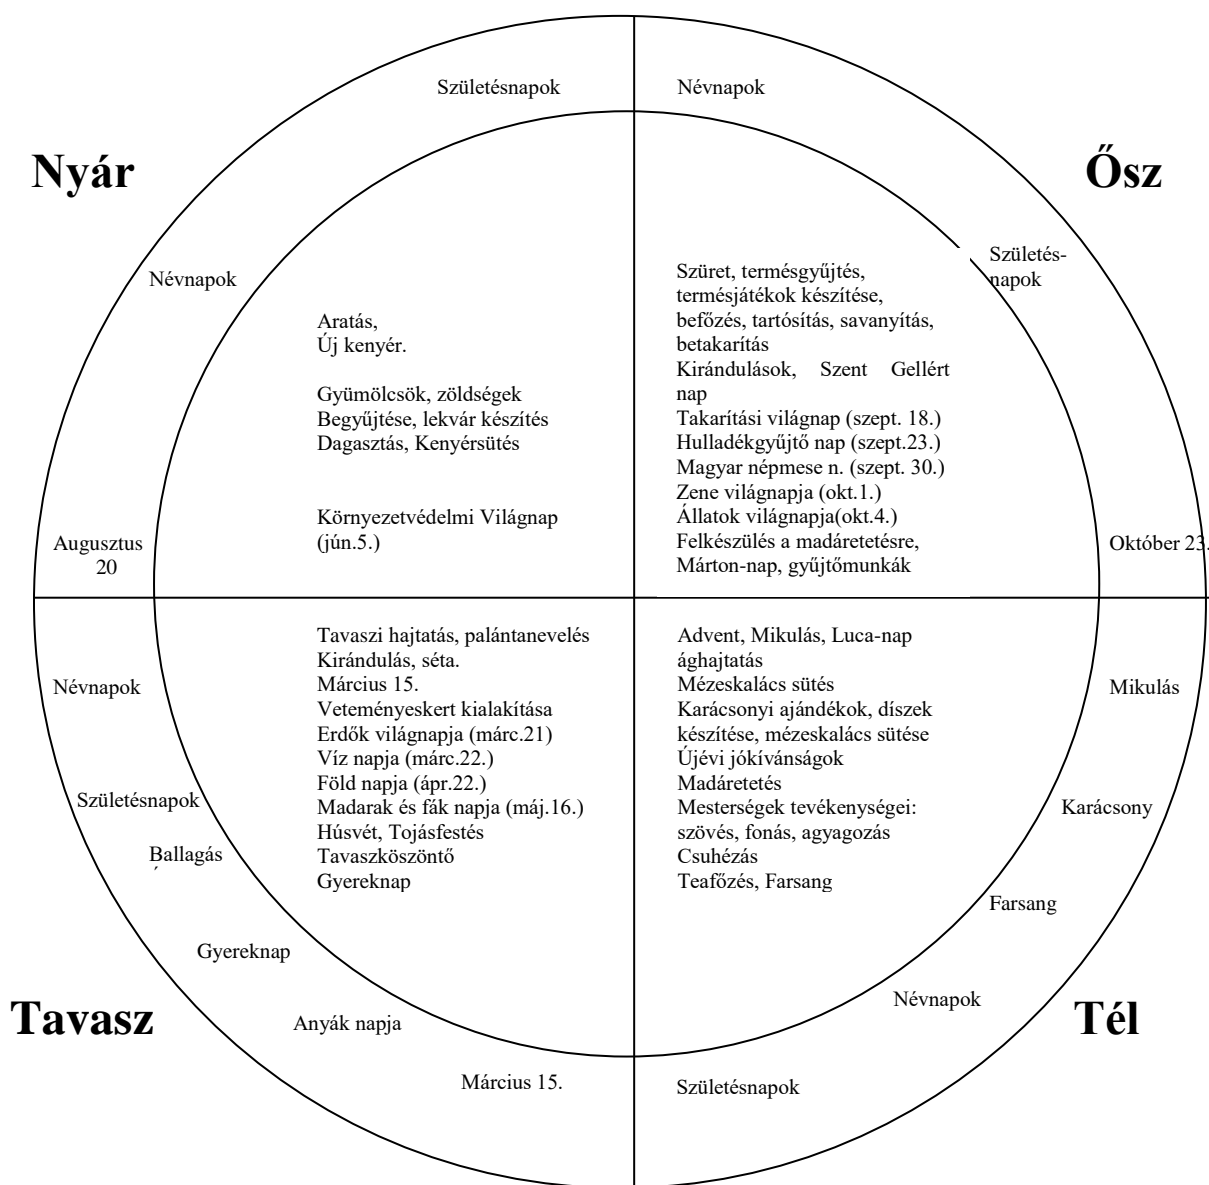 Születésnapok
Névnapok
Nyár
Ősz
Születés-
napok
Névnapok
Szüret, termésgyűjtés,
termésjátékok készítése,
befőzés, tartósítás, savanyítás,
betakarítás
Kirándulások, Szent Gellért
nap
Takarítási világnap (szept. 18.)
Hulladékgyűjtő nap (szept.23.)
Magyar népmese n. (szept. 30.)
Zene világnapja (okt.1.)
Állatok világnapja(okt.4.)
Felkészülés a madáretetésre,
Márton-nap, gyűjtőmunkák
Aratás,
Új kenyér.
Gyümölcsök, zöldségek
Begyűjtése, lekvár készítés
Dagasztás, Kenyérsütés
Környezetvédelmi Világnap
(jún.5.)
Augusztus
20
Október 23.
Tavaszi hajtatás, palántanevelés
Kirándulás, séta.
Március 15.
Veteményeskert kialakítása
Erdők világnapja (márc.21)
Víz napja (márc.22.)
Föld napja (ápr.22.)
Madarak és fák napja (máj.16.)
Húsvét, Tojásfestés
Tavaszköszöntő
Gyereknap
Advent, Mikulás, Luca-nap
ághajtatás
Mézeskalács sütés
Karácsonyi ajándékok, díszek
készítése, mézeskalács sütése
Újévi jókívánságok
Madáretetés
Mesterségek tevékenységei:
szövés, fonás, agyagozás
Csuhézás
Teafőzés, Farsang
Névnapok
Mikulás
Születésnapok
Karácsony
Ballagás
Farsang
Gyereknap
Névnapok
Tavasz
Anyák napja
Tél
Március 15.
Születésnapok